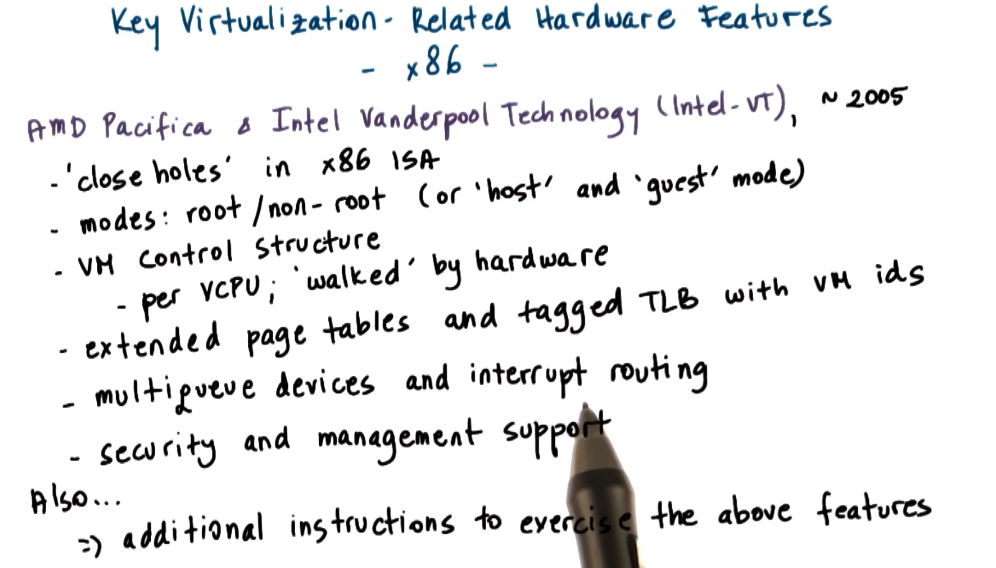 Key Virtualization - Related Hardware Features
- x86 -
AMD Pacifica & Intel Vanderpool Technology (Intel-VT), ~ 2005
- 'close holes' in x86 ISA
- modes: root / non-root (or 'host' and 'guest' mode)
- VM Control Structure
- per VCPU; 'walked' by hardware
- extended page tables and tagged TLB with VM ids
- multiqueue devices and interrupt routing
- security and management support
Also...
=> additional instructions to exercise the above features